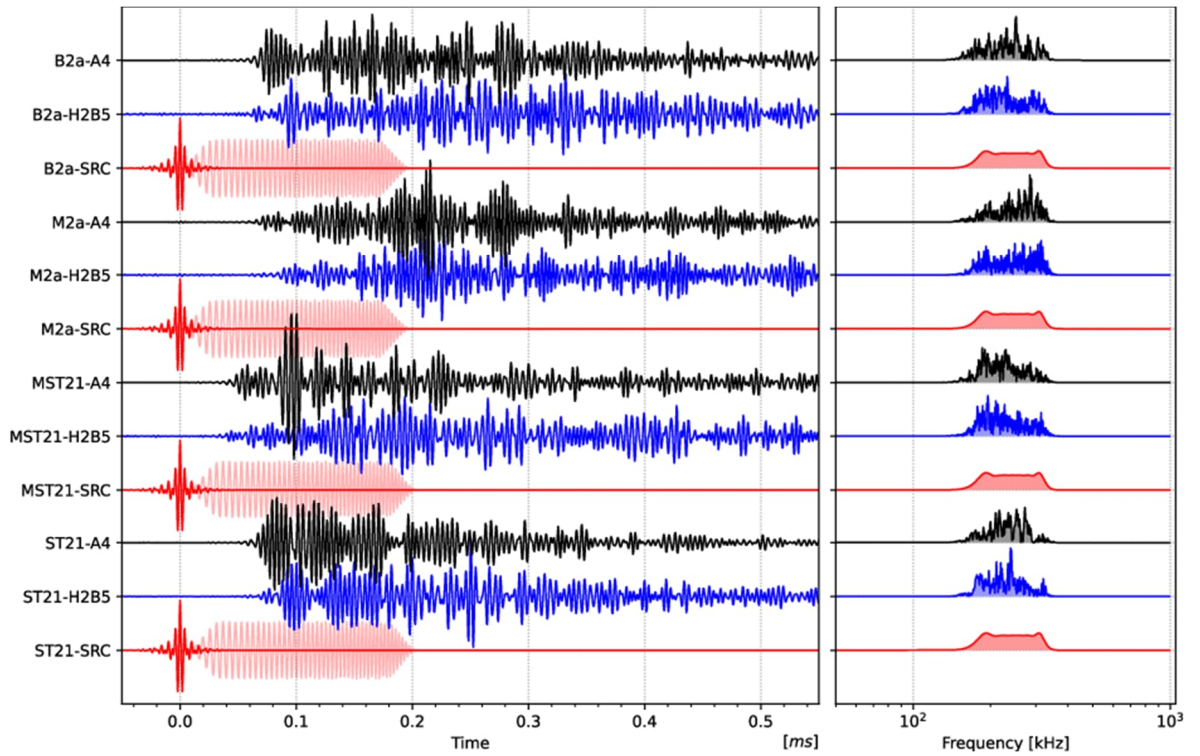 B2a-A4
B2a-H2B5
B2a-SRC
M2a-A4
M2a-H2B5
M2a-SRC
MST21-A4
MST21-H2B5
MST21-SRC
ST21-A4
ST21-H2B5
ST21-SRC
0.0 0.1 0.2 0.3 0.4 0.5 10² 10³
Time [ms] Frequency [kHz]